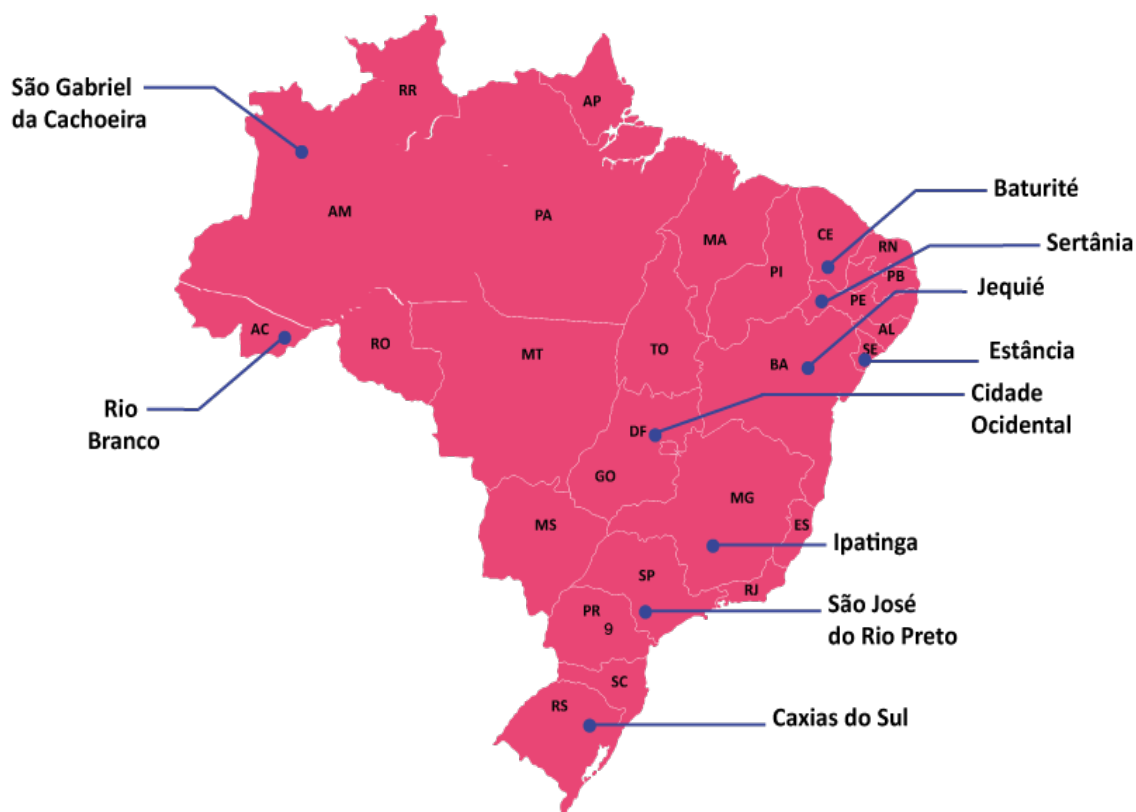 São Gabriel
da Cachoeira
RR
AP
AM
PA
MA
CE
RN
PB
PI
PE
AL
SE
Baturité
Sertânia
Jequié
Estância
Cidade
Ocidental
AC
RO
MT
TO
BA
Rio
Branco
DF
GO
MG
ES
MS
Ipatinga
SP
RJ
São José
do Rio Preto
PR
9
SC
RS
Caxias do Sul